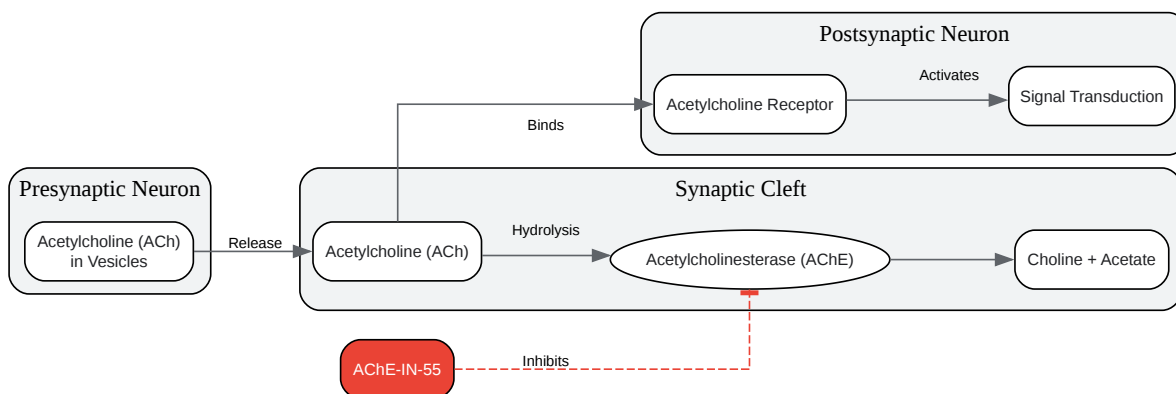 Postsynaptic Neuron
Acetylcholine Receptor
Activates
Signal Transduction
Binds
Presynaptic Neuron
Acetylcholine (ACh)
in Vesicles
Release
Synaptic Cleft
Acetylcholine (ACh)
Hydrolysis
Acetylcholinesterase (AChE)
Choline + Acetate
AChE-IN-55
Inhibits